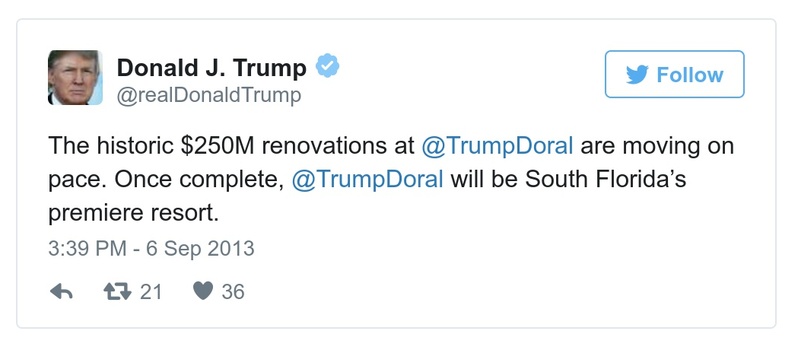 Donald J. Trump
@realDonaldTrump
Follow
The historic $250M renovations at @TrumpDoral are moving on
pace. Once complete, @TrumpDoral will be South Florida’s
premiere resort.
3:39 PM - 6 Sep 2013
21 36